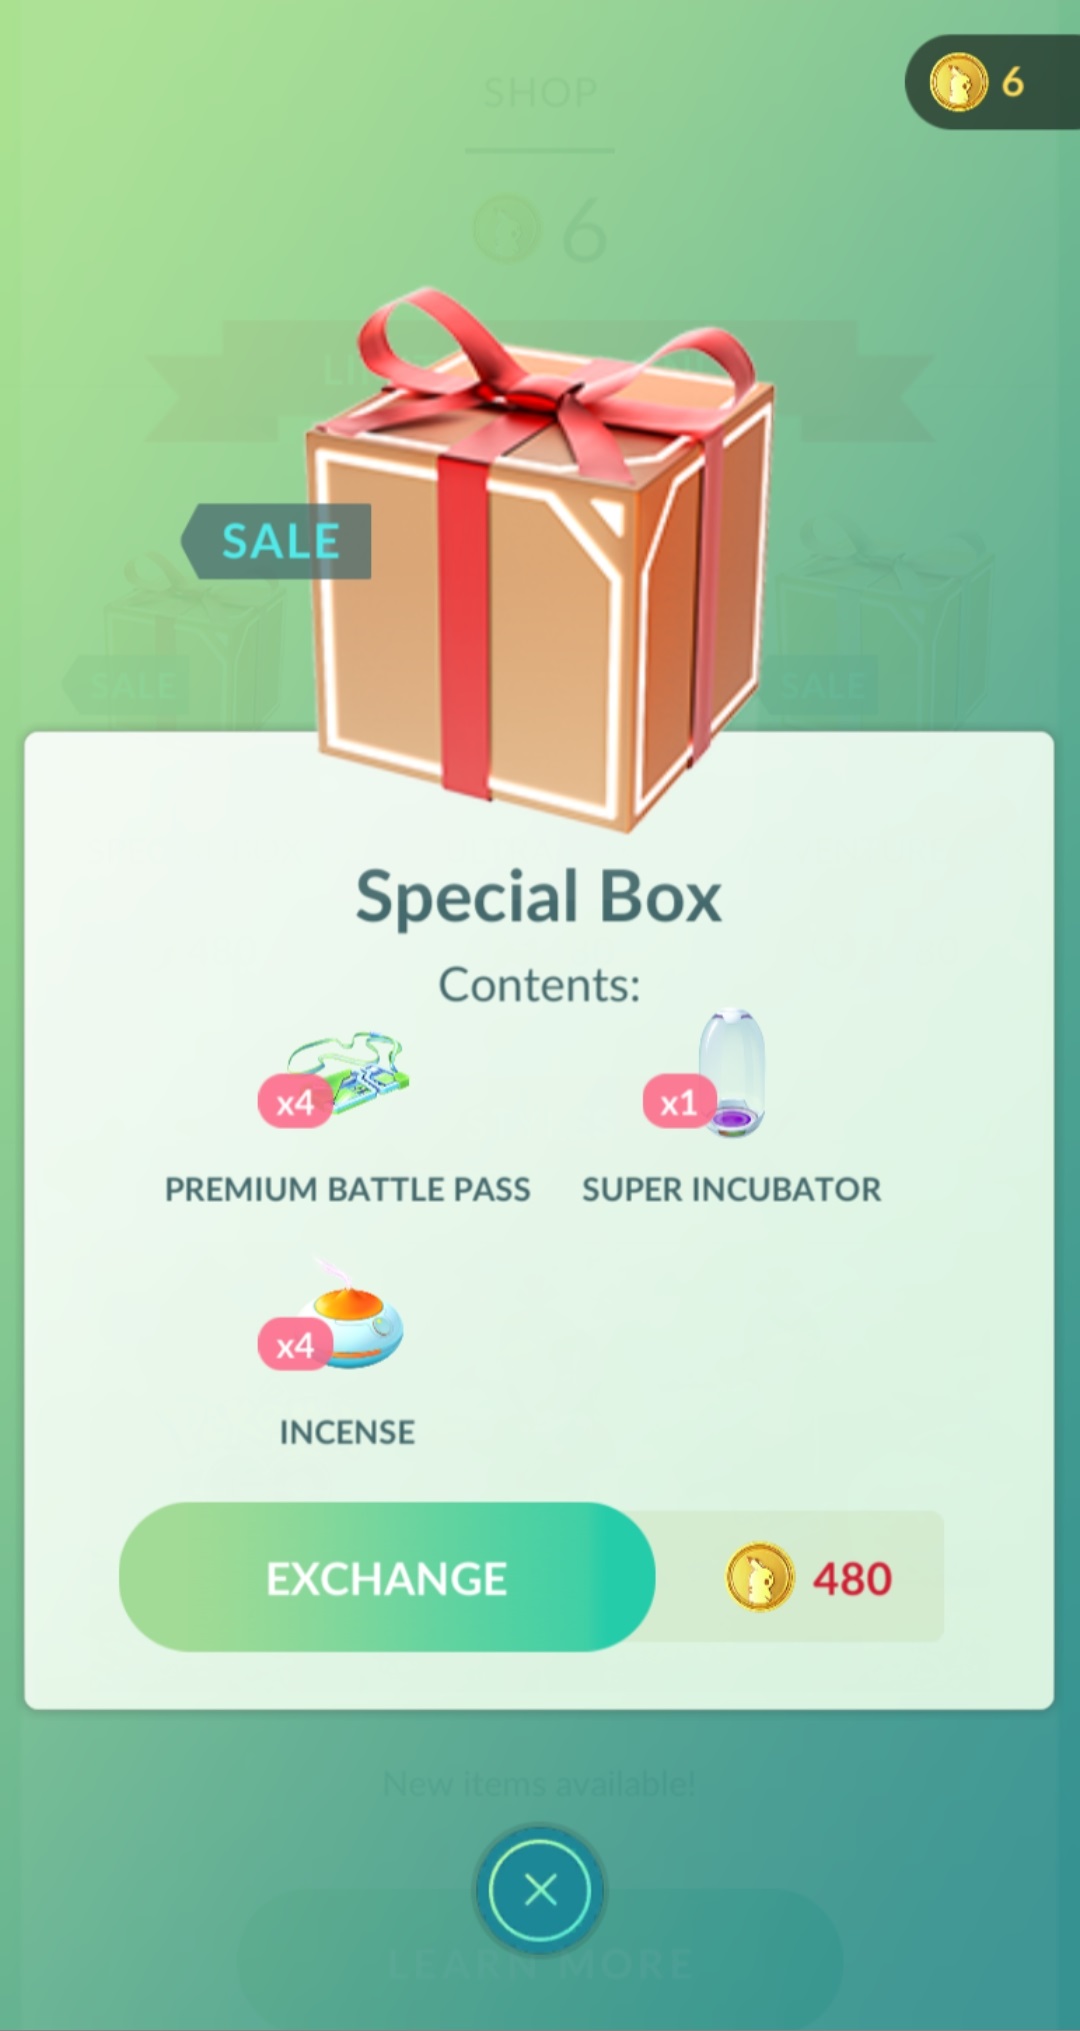 SHOP
6
6
SALE
SALE
SALE
Special Box
Contents:
x4
x1
PREMIUM BATTLE PASS
SUPER INCUBATOR
x4
INCENSE
EXCHANGE
480
New items available!
LEARN MORE